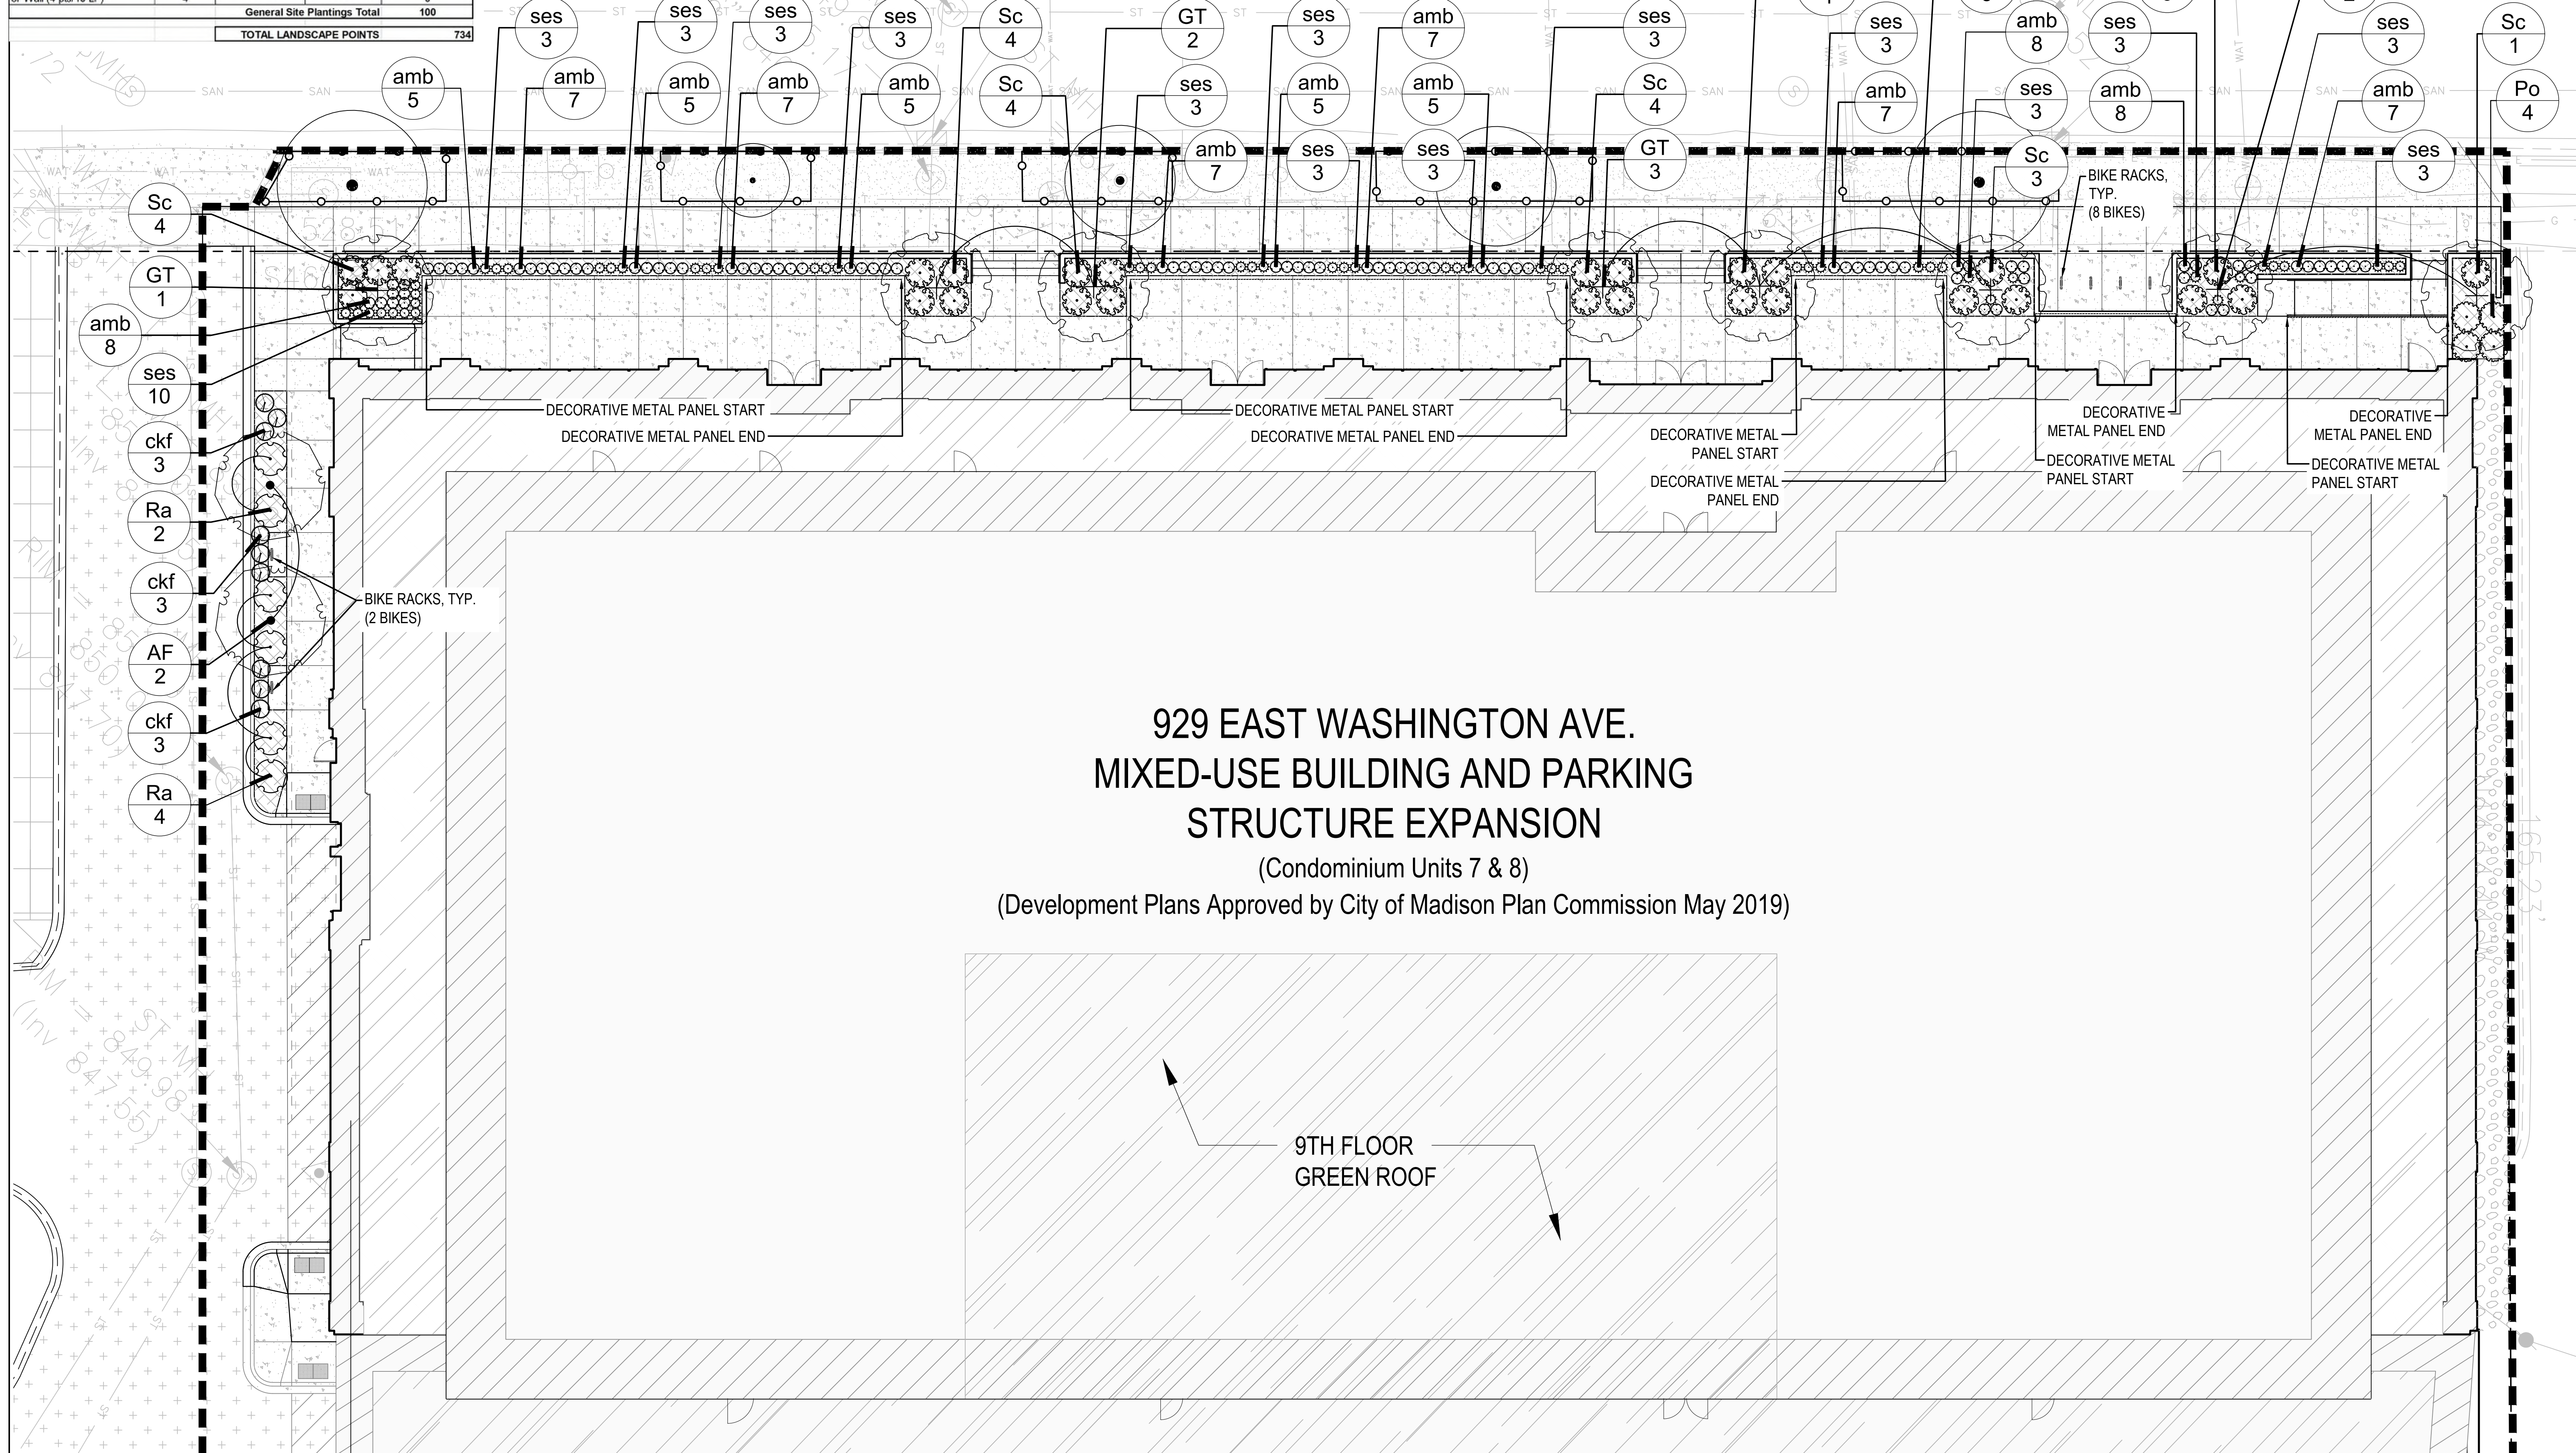 General Site Plantings Total 100
TOTAL LANDSCAPE POINTS 734
ses
3
ses
3
ses
3
ses
3
Sc
4
GT
2
ses
3
amb
7
ses
3
ses
3
amb
8
ses
3
ses
3
Sc
1
amb
5
amb
7
amb
5
amb
7
amb
5
Sc
4
ses
3
amb
5
amb
5
Sc
4
amb
7
ses
3
amb
8
amb
7
Po
4
amb
7
ses
3
ses
3
GT
3
Sc
3
ses
3
BIKE RACKS,
TYP.
(8 BIKES)
Sc
4
GT
1
amb
8
ses
10
ckf
3
Ra
2
ckf
3
AF
2
ckf
3
Ra
4
DECORATIVE METAL PANEL START
DECORATIVE METAL PANEL END
DECORATIVE METAL PANEL START
DECORATIVE METAL PANEL END
DECORATIVE METAL
PANEL START
DECORATIVE METAL
PANEL END
DECORATIVE
METAL PANEL END
DECORATIVE METAL
PANEL START
DECORATIVE
METAL PANEL END
DECORATIVE METAL
PANEL START
BIKE RACKS, TYP.
(2 BIKES)
929 EAST WASHINGTON AVE.
MIXED-USE BUILDING AND PARKING
STRUCTURE EXPANSION
(Condominium Units 7 & 8)
(Development Plans Approved by City of Madison Plan Commission May 2019)
9TH FLOOR
GREEN ROOF
165.23'
ST MH
849.98
847.55)